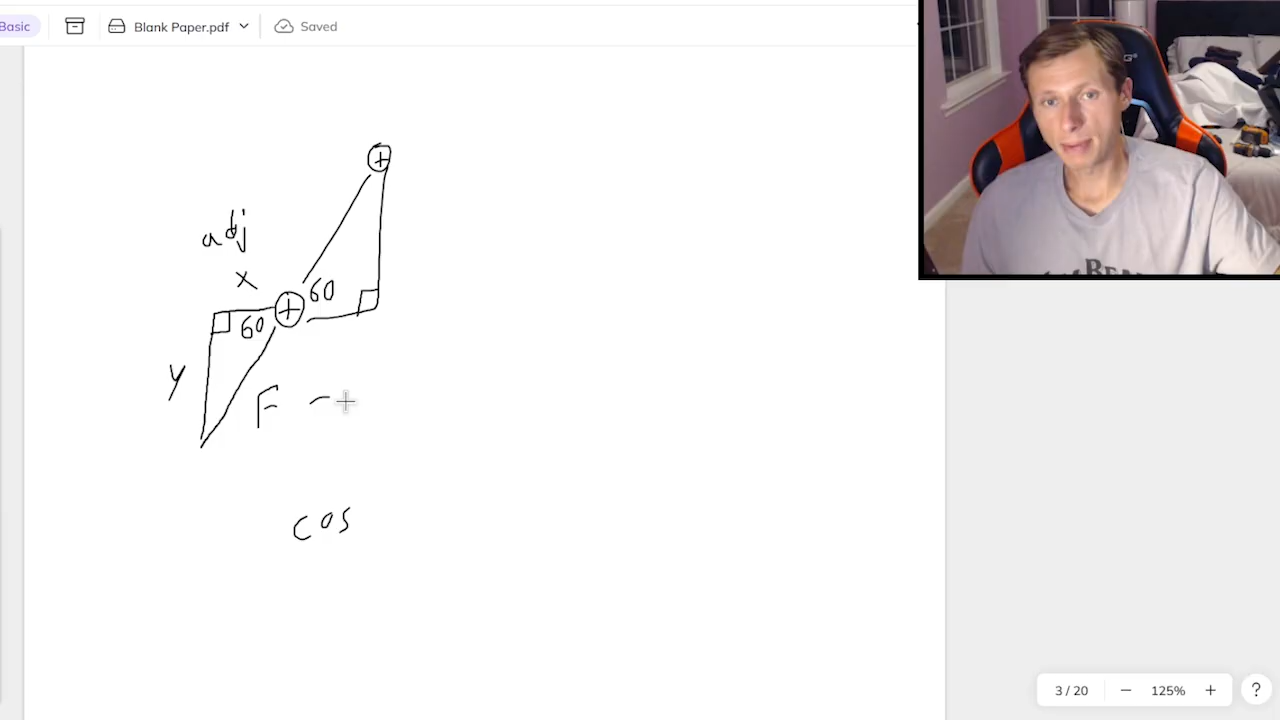 Basic Blank Paper.pdf Saved
+
adj
x
60
+
60
y
F -
cos
3 / 20 − 125% + ?